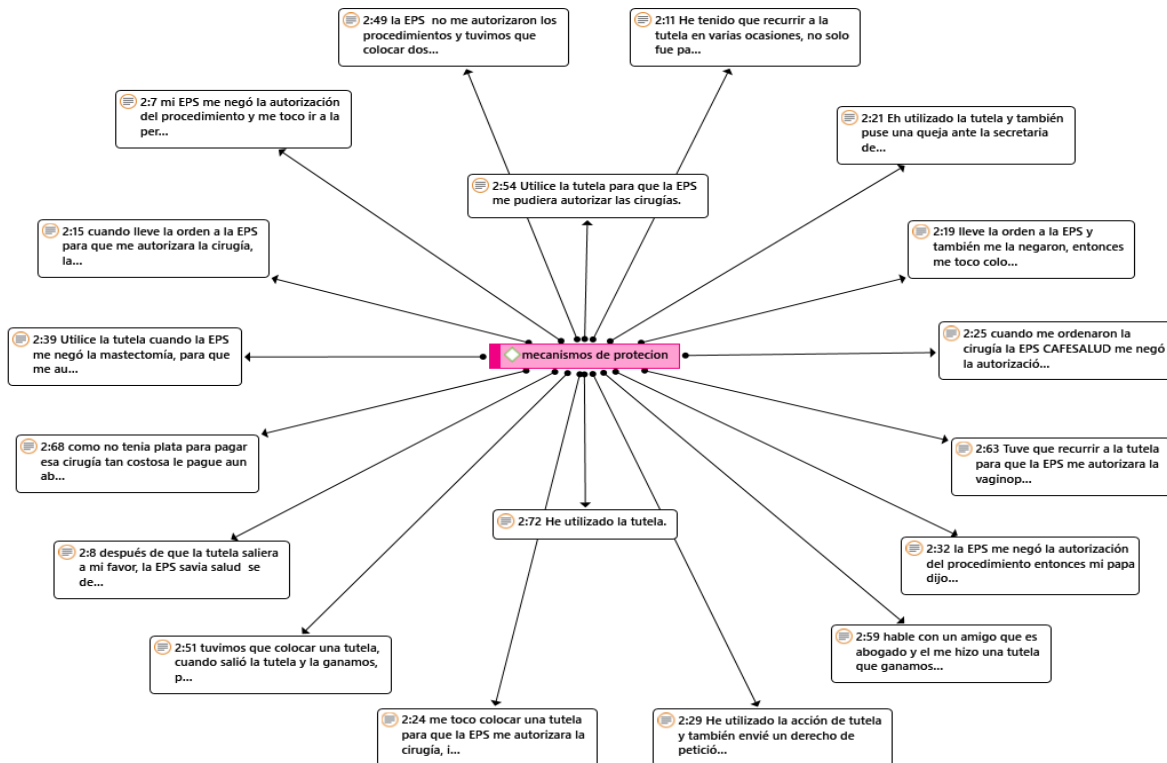 2:49 la EPS  no me autorizaron los
procedimientos y tuvimos que
colocar dos...
2:11 He tenido que recurrir a la
tutela en varias ocasiones, no solo
fue pa...
2:7 mi EPS me negó la autorización
del procedimiento y me toco ir a la
per...
2:21 Eh utilizado la tutela y también
puse una queja ante la secretaria
de...
2:54 Utilice la tutela para que la EPS
me pudiera autorizar las cirugías.
2:15 cuando lleve la orden a la EPS
para que me autorizara la cirugía,
la...
2:19 lleve la orden a la EPS y
también me la negaron, entonces
me toco colo...
2:39 Utilice la tutela cuando la EPS
me negó la mastectomía, para que
me au...
mecanismos de protecion
2:25 cuando me ordenaron la
cirugía la EPS CAFESALUD me negó
la autorizació...
2:68 como no tenia plata para pagar
esa cirugía tan costosa le pague aun
ab...
2:63 Tuve que recurrir a la tutela
para que la EPS me autorizara la
vaginop...
2:72 He utilizado la tutela.
2:8 después de que la tutela saliera
a mi favor, la EPS savia salud  se
de...
2:32 la EPS me negó la autorización
del procedimiento entonces mi papa
dijo...
2:51 tuvimos que colocar una tutela,
cuando salió la tutela y la ganamos,
p...
2:59 hable con un amigo que es
abogado y el me hizo una tutela
que ganamos...
2:24 me toco colocar una tutela
para que la EPS me autorizara la
cirugía, i...
2:29 He utilizado la acción de tutela
y también envié un derecho de
petició...